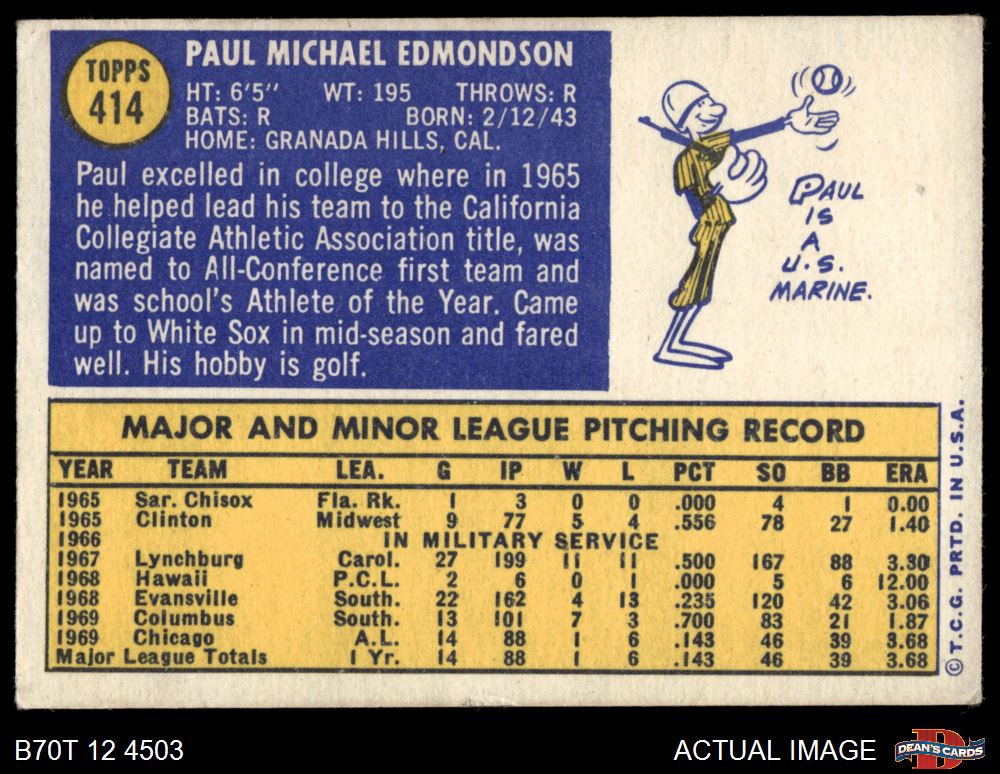 TOPPS
414
PAUL MICHAEL EDMONDSON
HT: 6'5" WT: 195 THROWS: R
BATS: R BORN: 2/12/43
HOME: GRANADA HILLS, CAL.
Paul excelled in college where in 1965
he helped lead his team to the California
Collegiate Athletic Association title, was
named to All-Conference first team and
was school's Athlete of the Year. Came
up to White Sox in mid-season and fared
well. His hobby is golf.
PAUL
IS
A
U.S.
MARINE.
MAJOR AND MINOR LEAGUE PITCHING RECORD
YEAR TEAM LEA. G IP W L PCT SO BB ERA
1965 Sar. Chisox Fla. Rk. 1 3 0 0 .000 4 1 0.00
1965 Clinton Midwest 9 77 5 4 .556 78 27 1.40
1966 IN MILITARY SERVICE
1967 Lynchburg Carol. 27 199 11 11 .500 167 88 3.30
1968 Hawaii P.C.L. 2 6 0 1 .000 5 6 12.00
1968 Evansville South. 22 162 4 13 .235 120 42 3.06
1969 Columbus South. 13 101 7 3 .700 83 21 1.87
1969 Chicago A.L. 14 88 1 6 .143 46 39 3.68
Major League Totals 1 Yr. 14 88 1 6 .143 46 39 3.68
© T.C.G. PRTD. IN U.S.A.
B70T 12 4503
ACTUAL IMAGE
DEAN'S CARDS